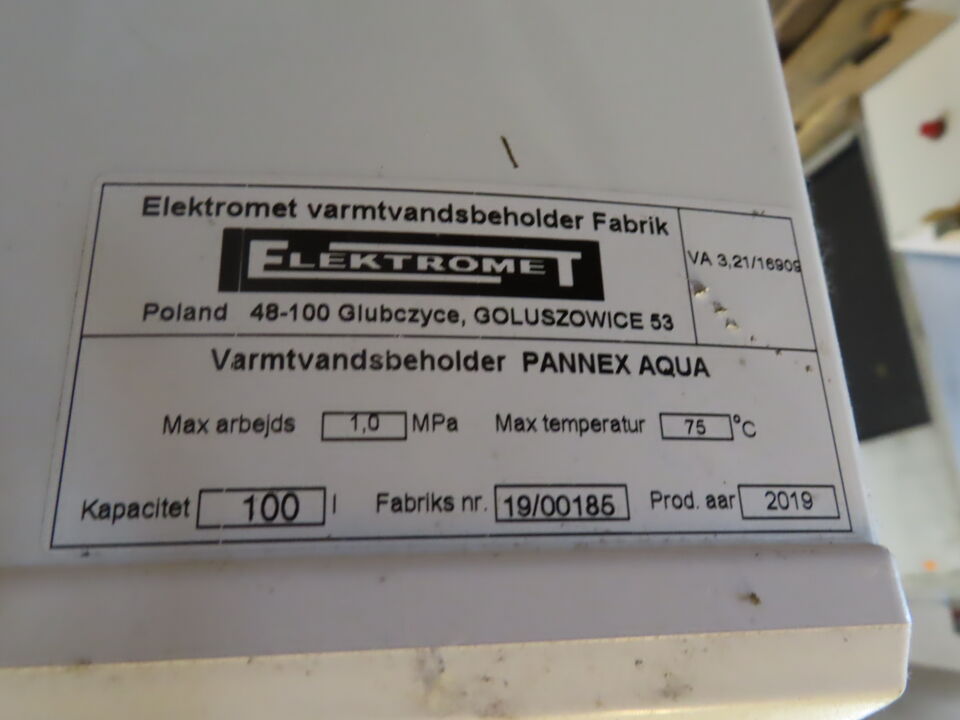 Elektromet varmtvandsbeholder Fabrik
ELEKTROMET
VA 3,21/16909
Poland 48-100 Glubczyce, GOLUSZOWICE 53
Varmtvandsbeholder PANNEX AQUA
Max arbejds 1,0 MPa Max temperatur 75 °C
Kapacitet 100 l Fabriks nr. 19/00185 Prod. aar 2019